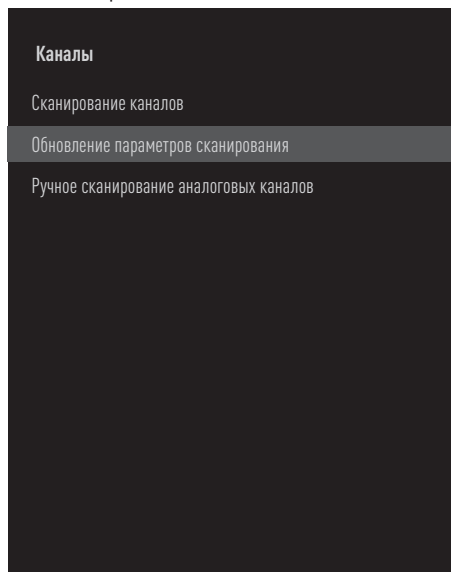 Каналы
Сканирование каналов
Обновление параметров сканирования
Ручное сканирование аналоговых каналов